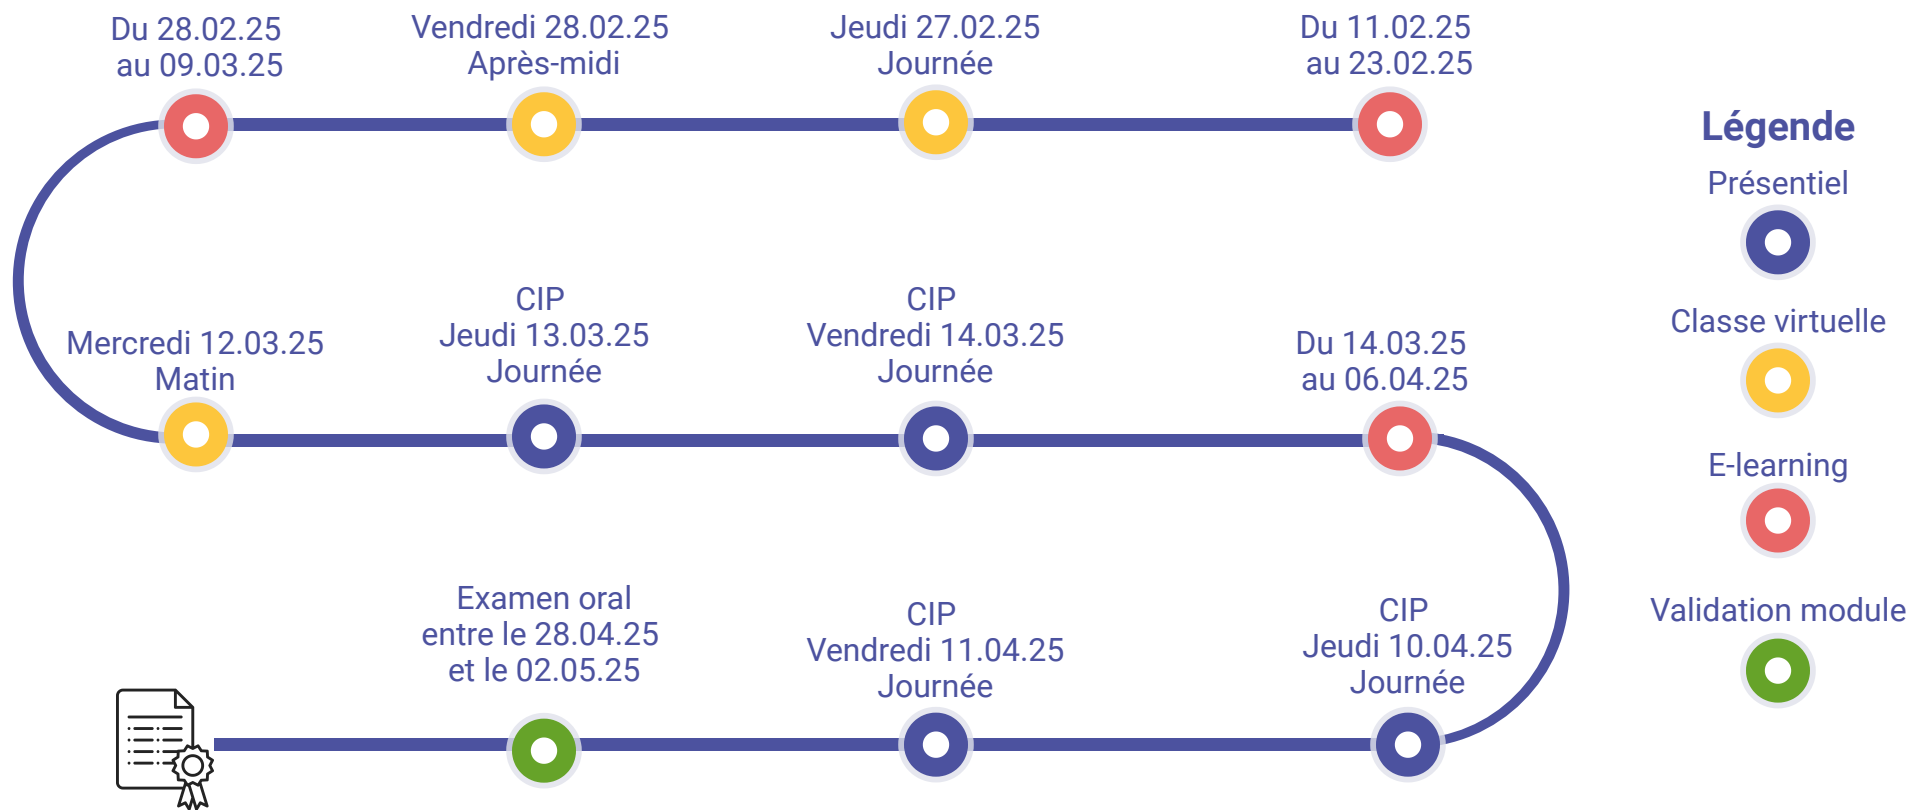 Du 28.02.25
au 09.03.25
Vendredi 28.02.25
Après-midi
Jeudi 27.02.25
Journée
Du 11.02.25
au 23.02.25
Mercredi 12.03.25
Matin
CIP
Jeudi 13.03.25
Journée
CIP
Vendredi 14.03.25
Journée
Du 14.03.25
au 06.04.25
Examen oral
entre le 28.04.25
et le 02.05.25
CIP
Vendredi 11.04.25
Journée
CIP
Jeudi 10.04.25
Journée
Légende
Présentiel
Classe virtuelle
E-learning
Validation module